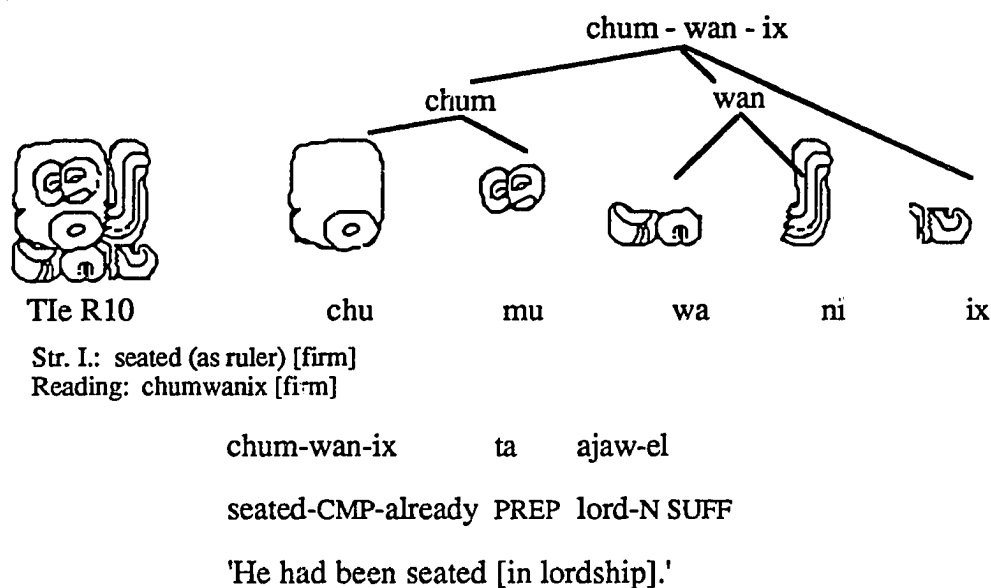 chum - wan - ix
chum wan
TIe R10 chu mu wa ni ix
Str. I.: seated (as ruler) [firm]
Reading: chumwanix [firm]
chum-wan-ix ta ajaw-el
seated-CMP-already PREP lord-N SUFF
'He had been seated [in lordship].'